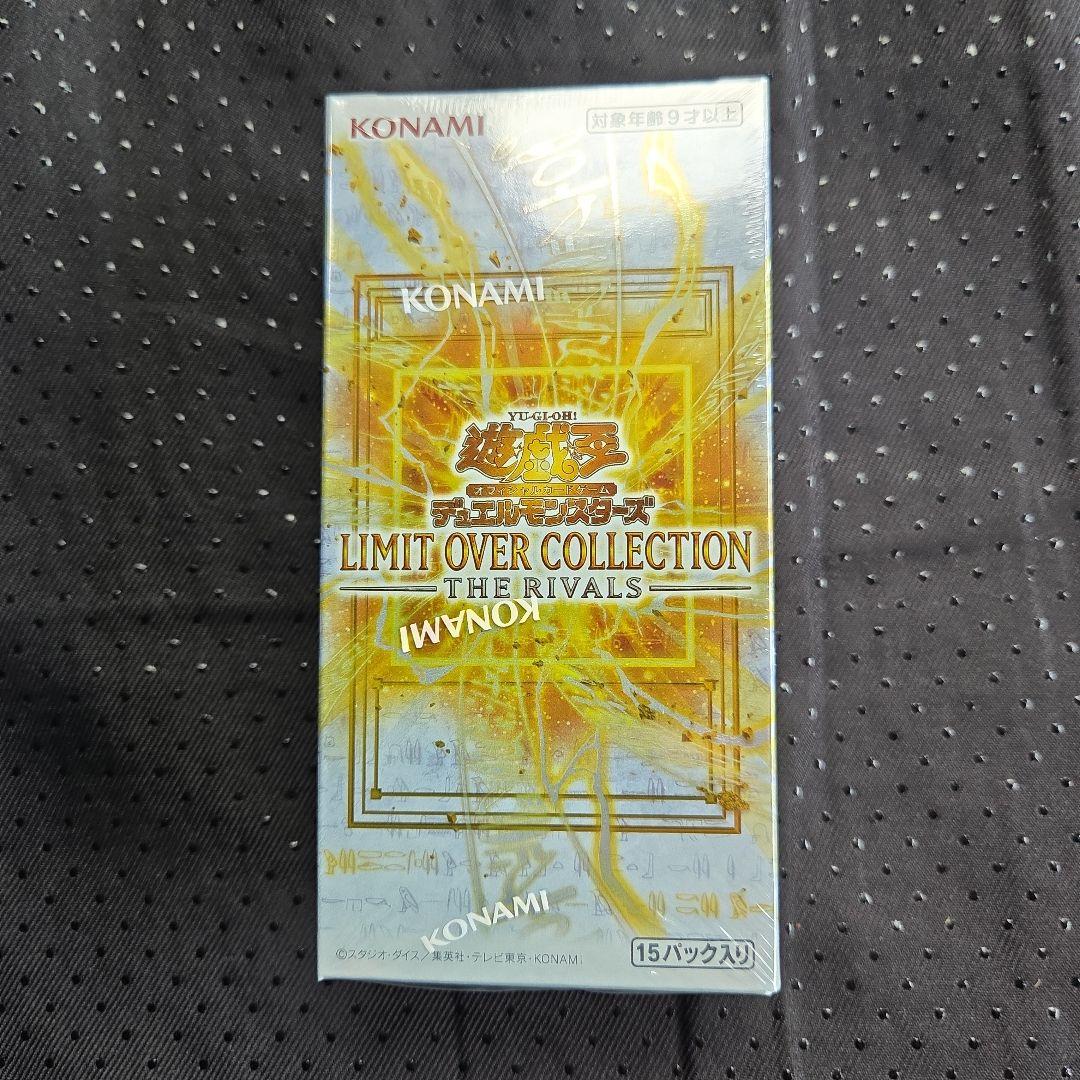 KONAMI
対象年齢9才以上
KONAMI
YU-GI-OH!
遊戯王
オフィシャルカードゲーム
デュエルモンスターズ
LIMIT OVER COLLECTION
THE RIVALS
KONAMI
KONAMI
©スタジオ・ダイス／集英社・テレビ東京・KONAMI
15パック入り